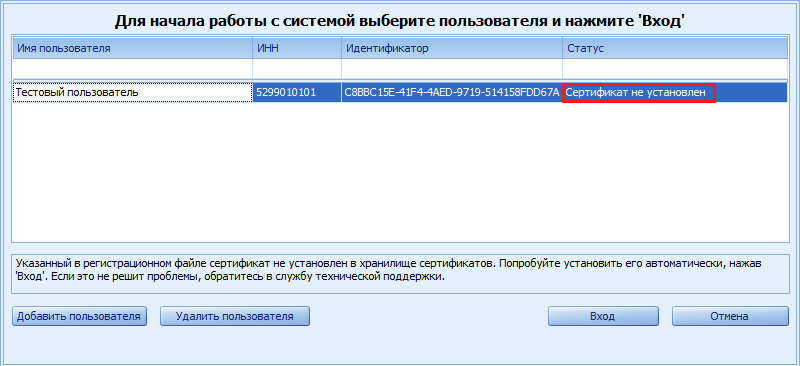 Для начала работы с системой выберите пользователя и нажмите 'Вход'
Имя пользователя ИНН Идентификатор Статус
Тестовый пользователь 5299010101 C8BBC15E-41F4-4AED-9719-514158FDD67A Сертификат не установлен
Указанный в регистрационном файле сертификат не установлен в хранилище сертификатов. Попробуйте установить его автоматически, нажав
'Вход'. Если это не решит проблемы, обратитесь в службу технической поддержки.
Добавить пользователя Удалить пользователя Вход Отмена